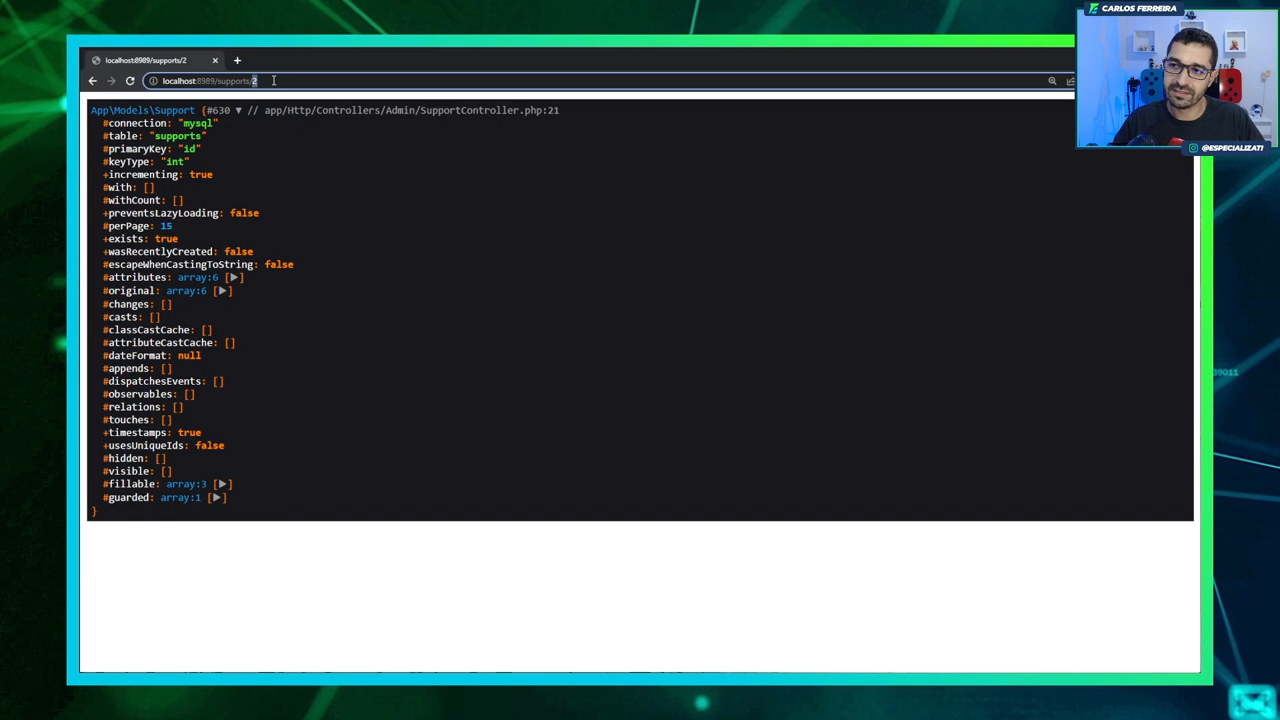 CARLOS FERREIRA
localhost:8989/supports/2
localhost:8989/supports/2
App\Models\Support {#630 ▼ // app/Http/Controllers/Admin/SupportController.php:21
#connection: "mysql"
#table: "supports"
#primaryKey: "id"
#keyType: "int"
+incrementing: true
#with: []
#withCount: []
+preventsLazyLoading: false
#perPage: 15
+exists: true
+wasRecentlyCreated: false
#escapeWhenCastingToString: false
#attributes: array:6 [▶]
#original: array:6 [▶]
#changes: []
#casts: []
#classCastCache: []
#attributeCastCache: []
#dateFormat: null
#appends: []
#dispatchesEvents: []
#observables: []
#relations: []
#touches: []
+timestamps: true
+usesUniqueIds: false
#hidden: []
#visible: []
#fillable: array:3 [▶]
#guarded: array:1 [▶]
}
@ESPECIALIZATI
39011